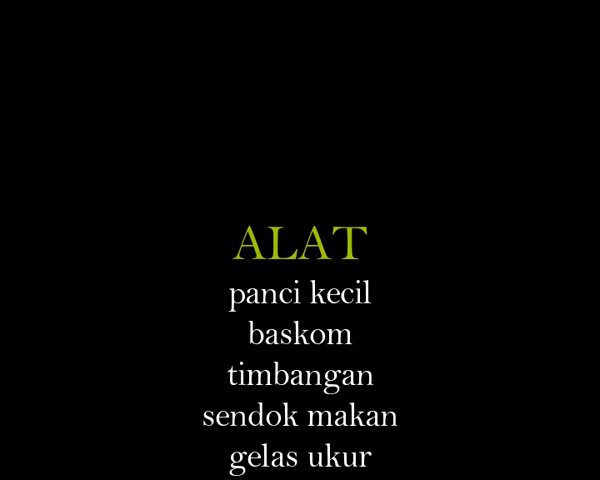 ALAT
panci kecil
baskom
timbangan
sendok makan
gelas ukur